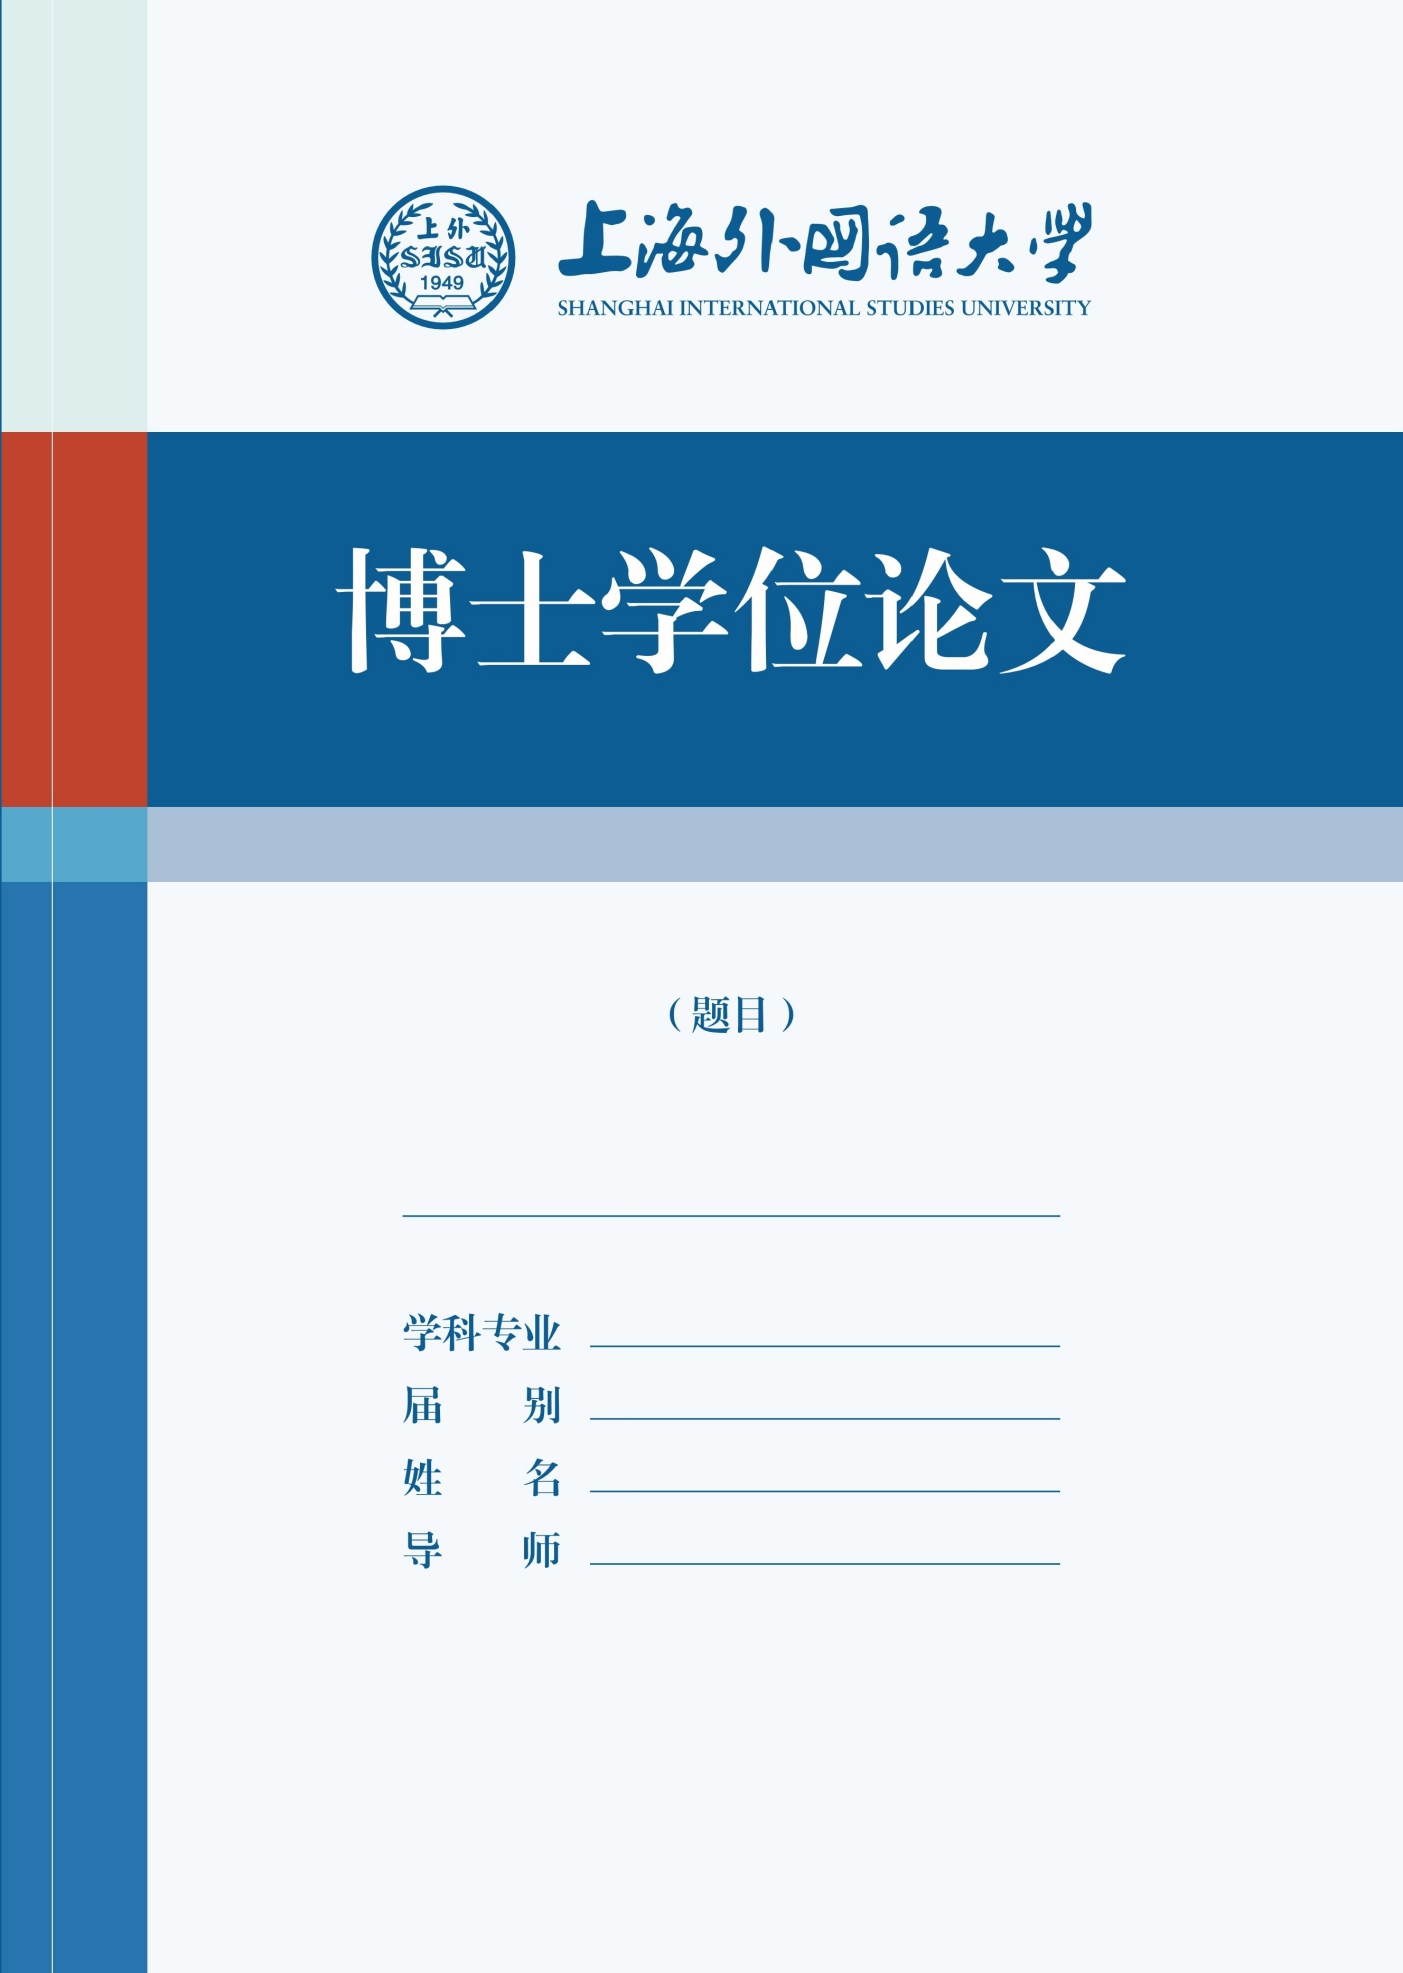 上外
SISU
1949
上海外国语大学
SHANGHAI INTERNATIONAL STUDIES UNIVERSITY
博士学位论文
（题目）
学科专业
届 别
姓 名
导 师